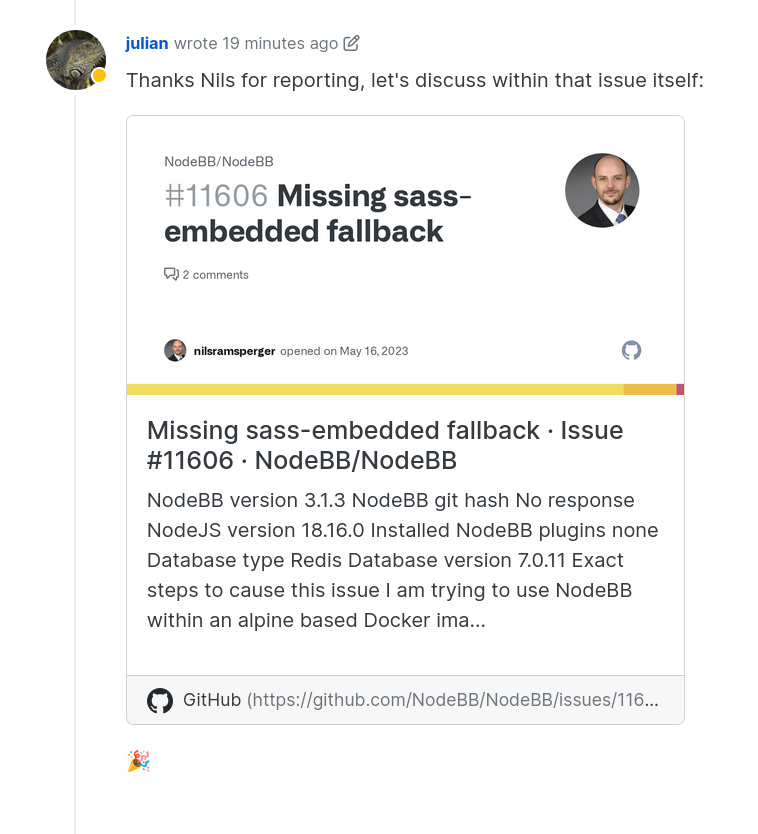 julian wrote 19 minutes ago
Thanks Nils for reporting, let's discuss within that issue itself:
NodeBB/NodeBB
#11606 Missing sass-
embedded fallback
2 comments
nilsramsperger opened on May 16, 2023
Missing sass-embedded fallback · Issue
#11606 · NodeBB/NodeBB
NodeBB version 3.1.3 NodeBB git hash No response
NodeJS version 18.16.0 Installed NodeBB plugins none
Database type Redis Database version 7.0.11 Exact
steps to cause this issue I am trying to use NodeBB
within an alpine based Docker ima...
GitHub (https://github.com/NodeBB/NodeBB/issues/116...